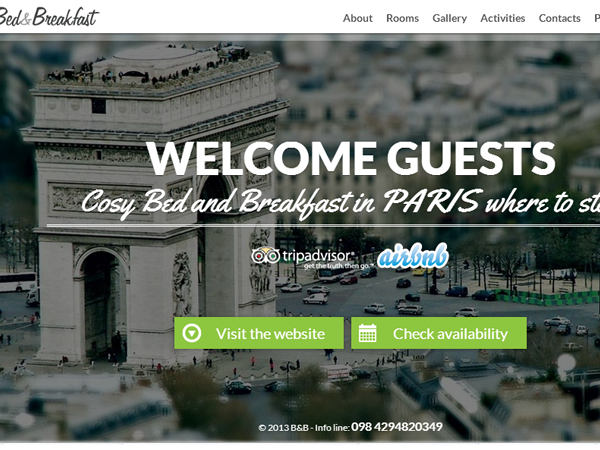 Bed&Breakfast
About Rooms Gallery Activities Contacts P
WELCOME GUESTS
Cosy Bed and Breakfast in PARIS where to st
tripadvisor®
get the truth. then go.™
airbnb
Visit the website
Check availability
© 2013 B&B - Info line: 098 4294820349